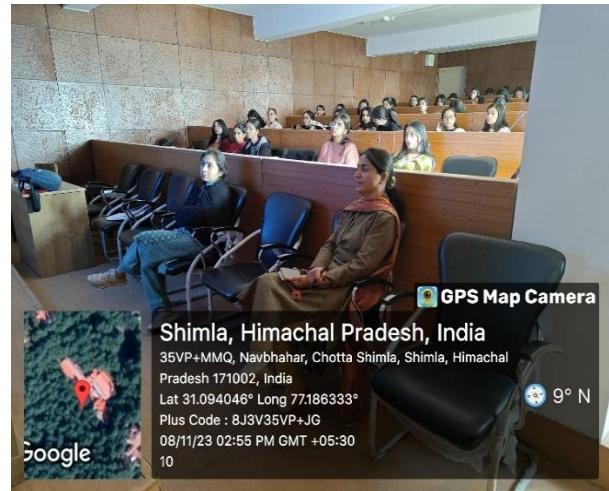 GPS Map Camera
Shimla, Himachal Pradesh, India
35VP+MMQ, Navbhahar, Chotta Shimla, Shimla, Himachal
Pradesh 171002, India
Lat 31.094046° Long 77.186333°
Plus Code : 8J3V35VP+JG
08/11/23 02:55 PM GMT +05:30
10
9° N
Google